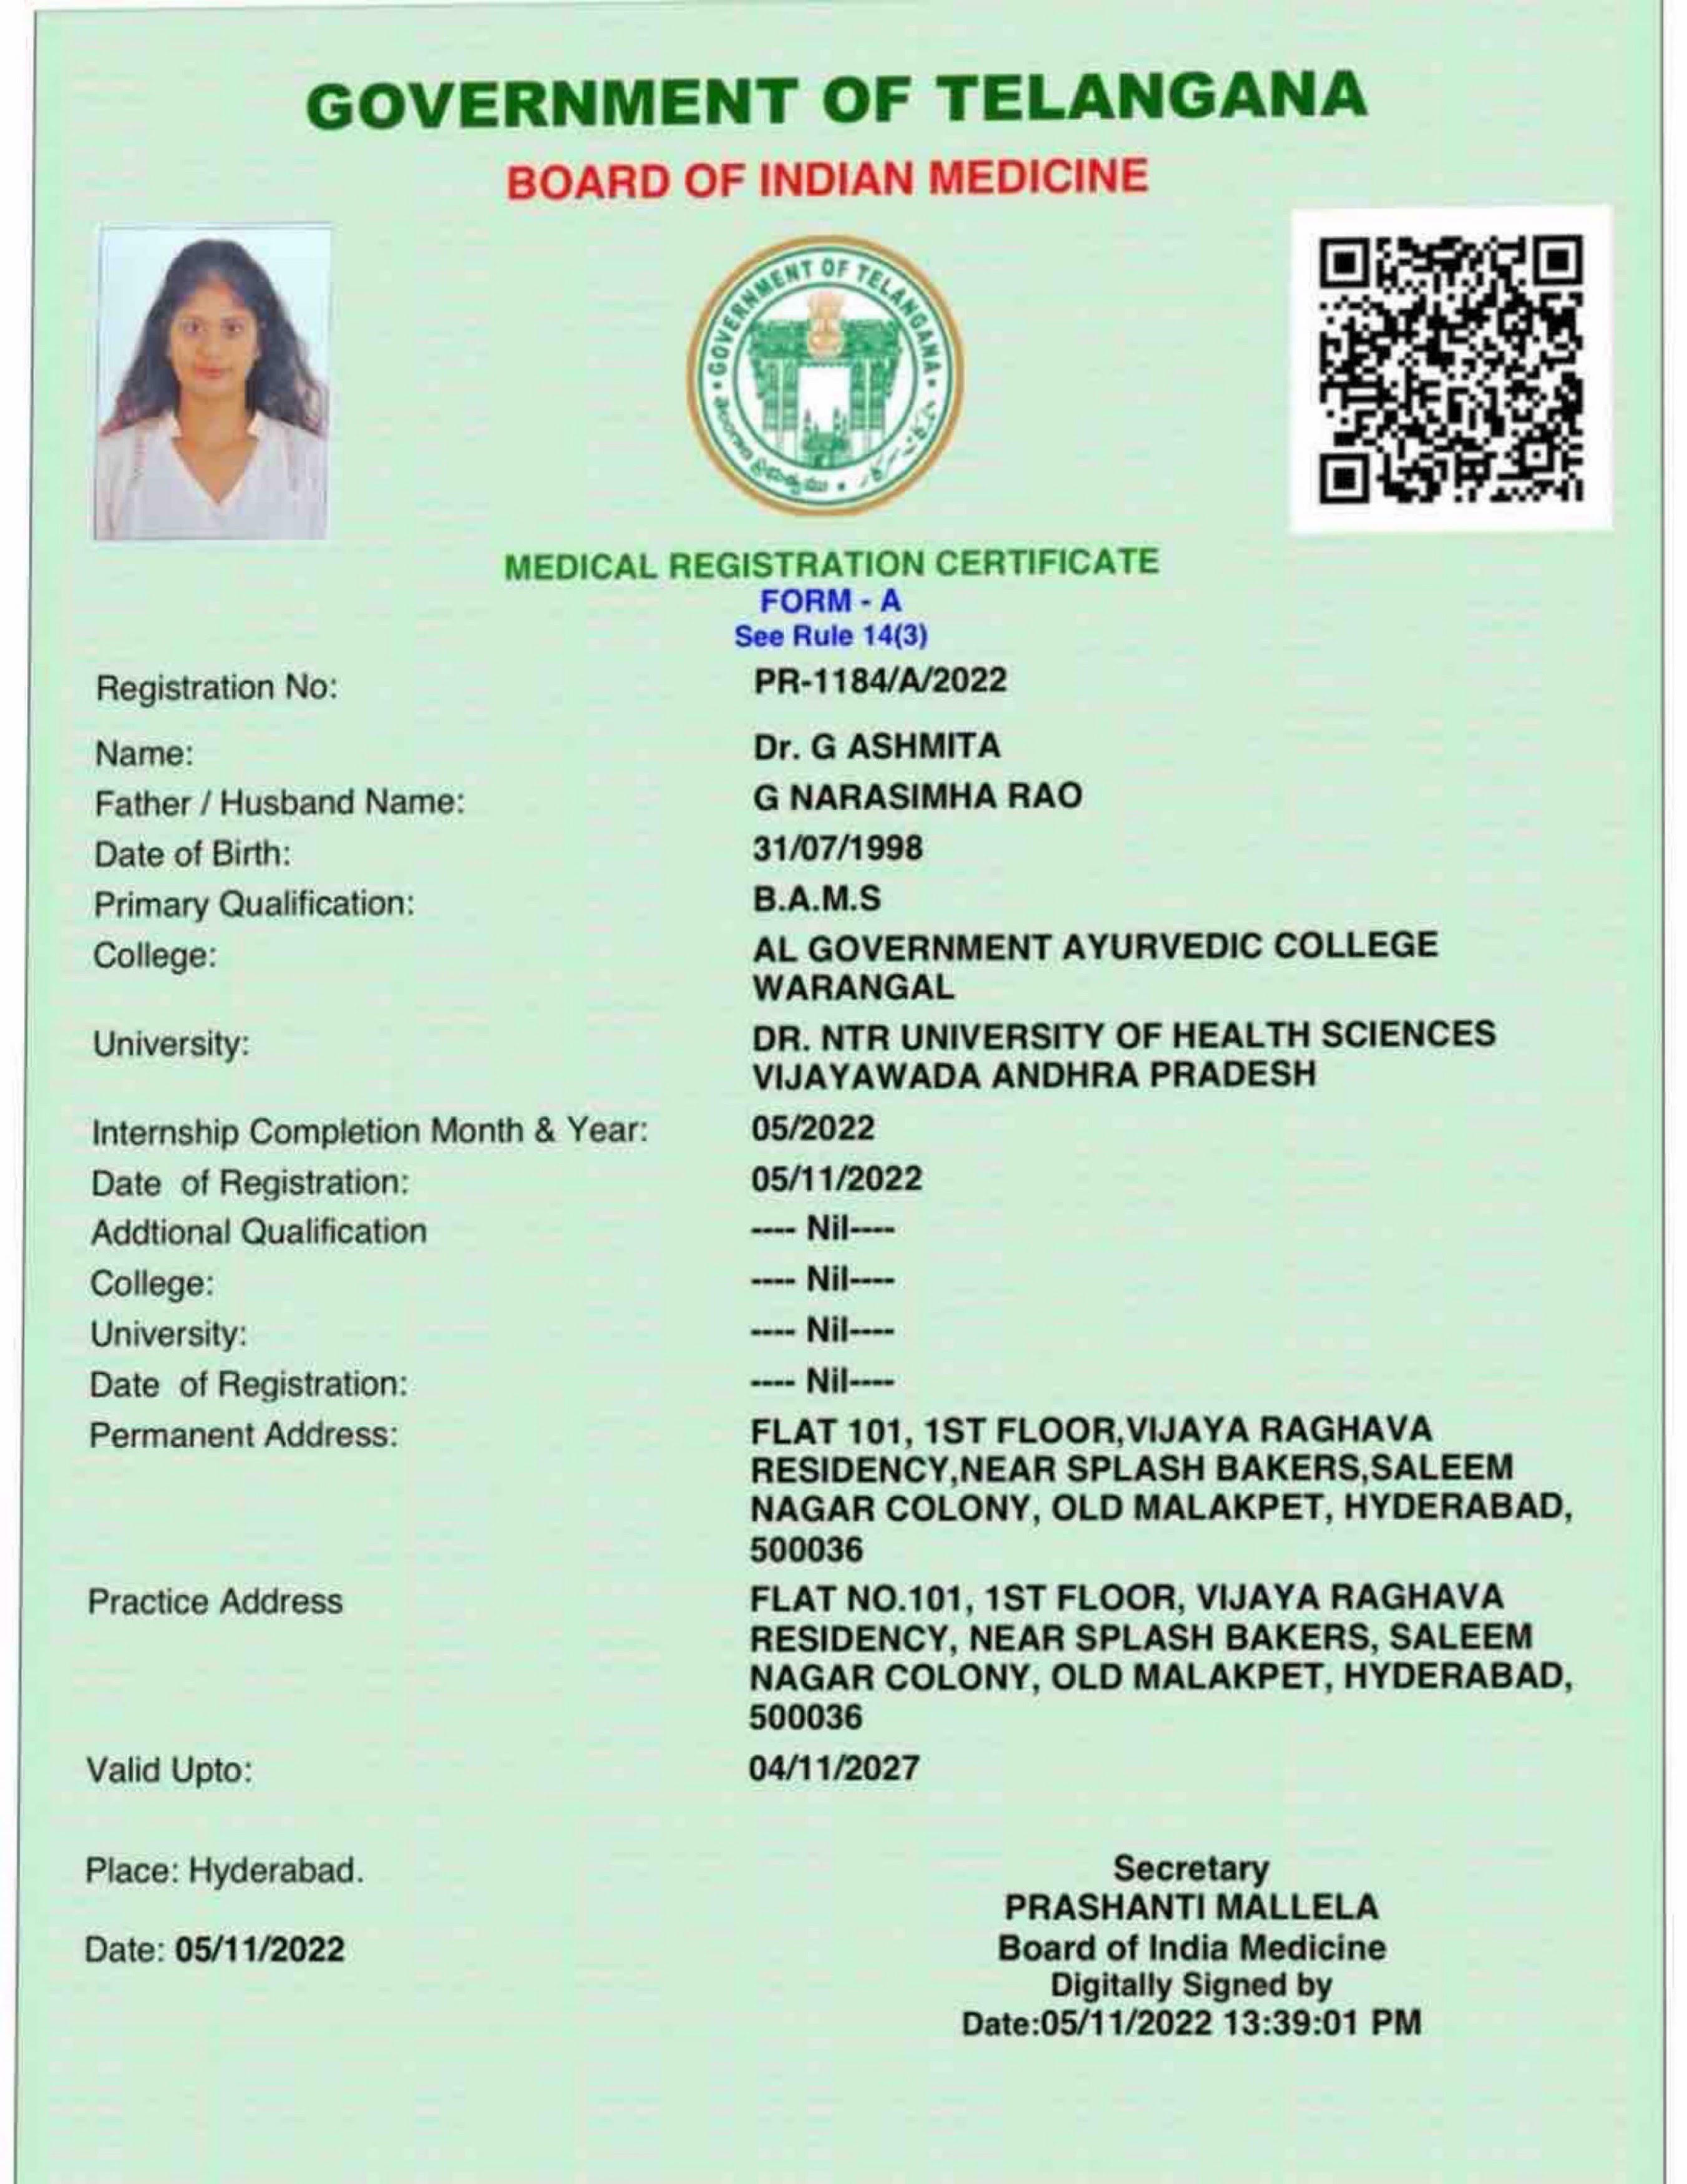 GOVERNMENT OF TELANGANA
BOARD OF INDIAN MEDICINE
GOVERNMENT OF TELANGANA
MEDICAL REGISTRATION CERTIFICATE
FORM - A
See Rule 14(3)
Registration No: PR-1184/A/2022
Name: Dr. G ASHMITA
Father / Husband Name: G NARASIMHA RAO
Date of Birth: 31/07/1998
Primary Qualification: B.A.M.S
College: AL GOVERNMENT AYURVEDIC COLLEGE
WARANGAL
University: DR. NTR UNIVERSITY OF HEALTH SCIENCES
VIJAYAWADA ANDHRA PRADESH
Internship Completion Month & Year: 05/2022
Date of Registration: 05/11/2022
Addtional Qualification ---- Nil----
College: ---- Nil----
University: ---- Nil----
Date of Registration: ---- Nil----
Permanent Address: FLAT 101, 1ST FLOOR,VIJAYA RAGHAVA
RESIDENCY,NEAR SPLASH BAKERS,SALEEM
NAGAR COLONY, OLD MALAKPET, HYDERABAD,
500036
Practice Address FLAT NO.101, 1ST FLOOR, VIJAYA RAGHAVA
RESIDENCY, NEAR SPLASH BAKERS, SALEEM
NAGAR COLONY, OLD MALAKPET, HYDERABAD,
500036
Valid Upto: 04/11/2027
Place: Hyderabad.
Date: 05/11/2022
Secretary
PRASHANTI MALLELA
Board of India Medicine
Digitally Signed by
Date:05/11/2022 13:39:01 PM